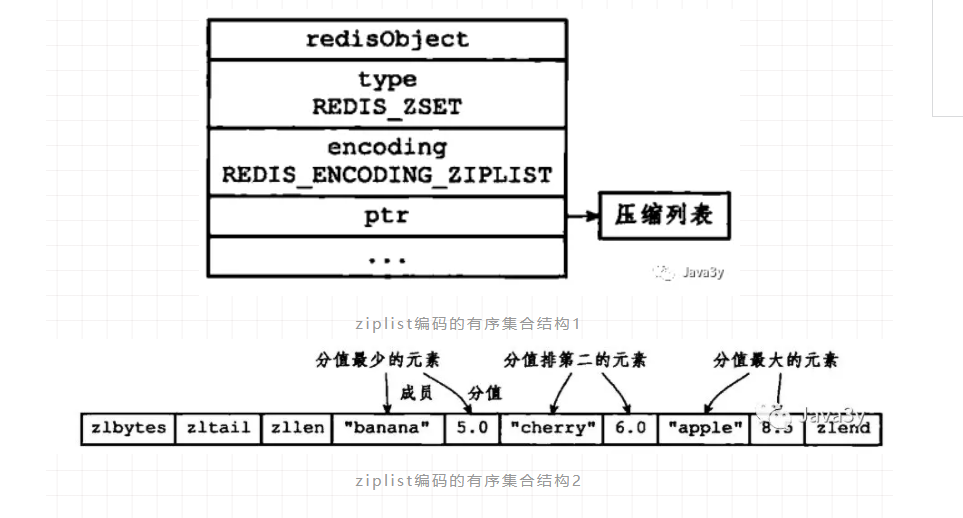 redisObject
type
REDIS_ZSET
encoding
REDIS_ENCODING_ZIPLIST
ptr
压缩列表
...
Java3y
ziplist编码的有序集合结构1
分值最少的元素 分值排第二的元素 分值最大的元素
成员 分值
Java3y
zlbytes zltail zllen "banana" 5.0 "cherry" 6.0 "apple" 8.5 zlend
ziplist编码的有序集合结构2